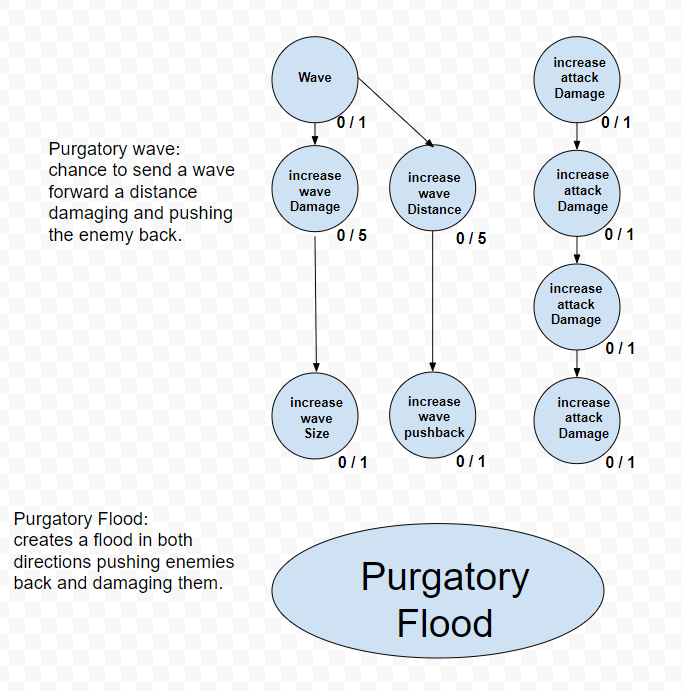 Wave
0 / 1
increase
attack
Damage
0 / 1
Purgatory wave:
chance to send a wave
forward a distance
damaging and pushing
the enemy back.
increase
wave
Damage
0 / 5
increase
wave
Distance
0 / 5
increase
attack
Damage
0 / 1
increase
attack
Damage
0 / 1
increase
wave
Size
0 / 1
increase
wave
pushback
0 / 1
increase
attack
Damage
0 / 1
Purgatory Flood:
creates a flood in both
directions pushing enemies
back and damaging them.
Purgatory
Flood